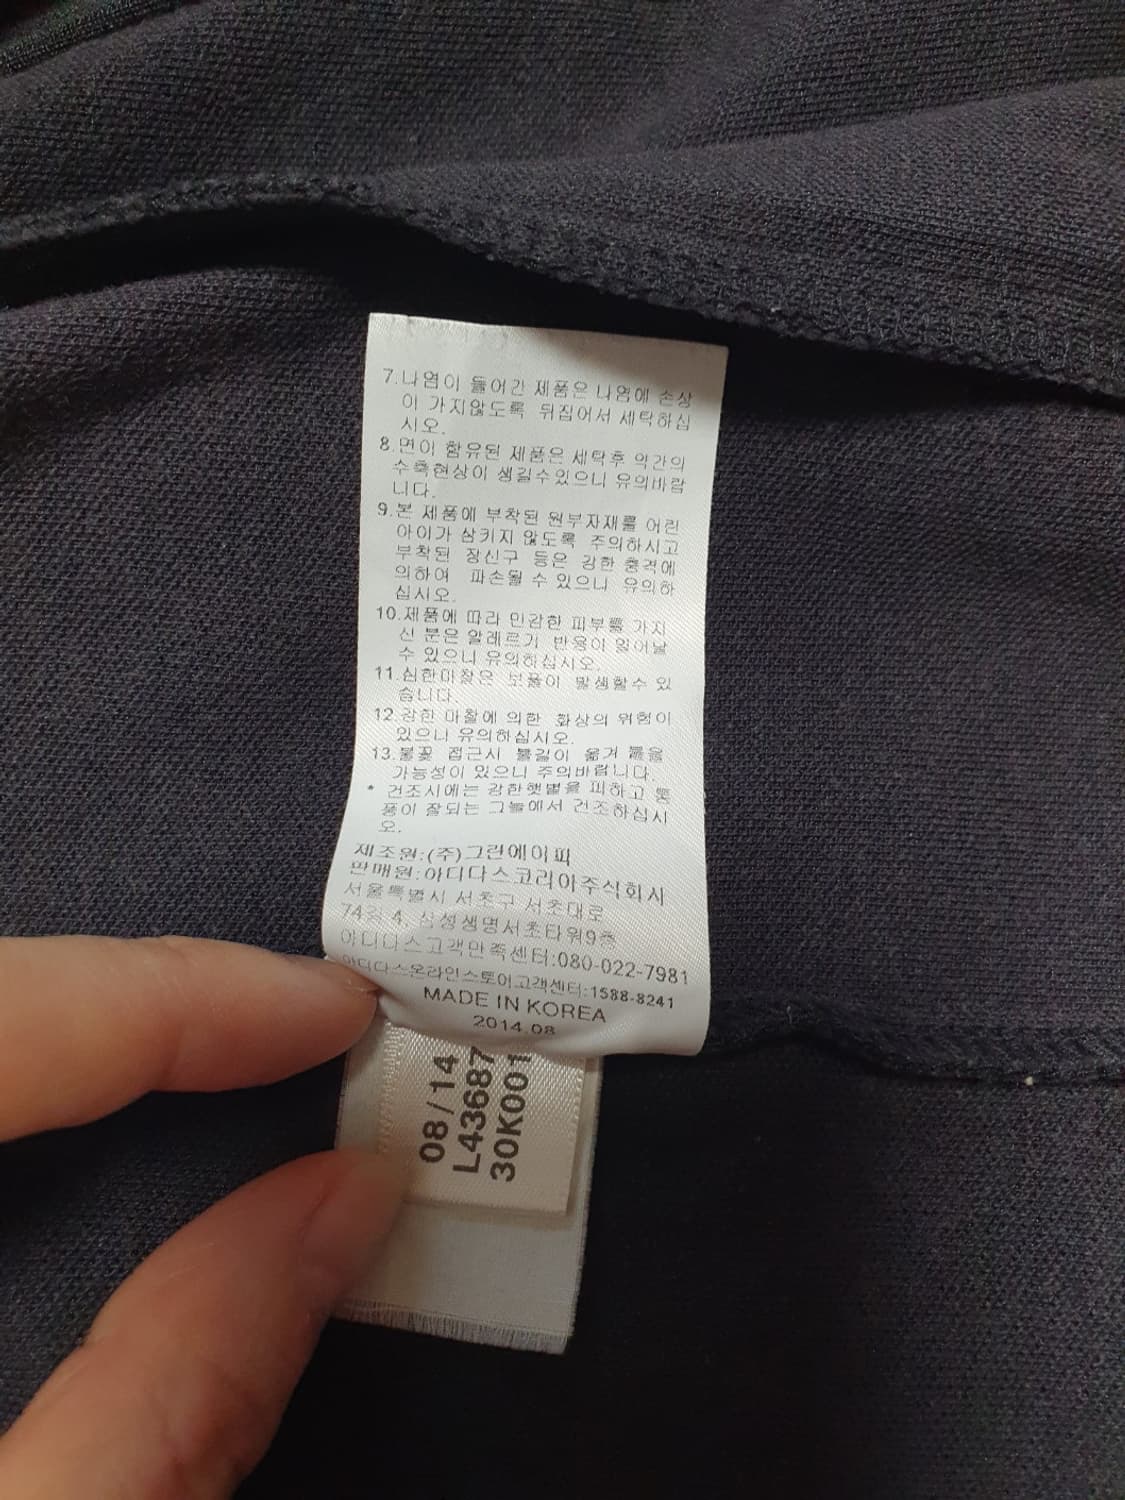 7.나염이 들어간 제품은 나염에 손상
이 가지않도록 뒤집어서 세탁하십
시오.
8.면이 함유된 제품은 세탁후 약간의
수축현상이 생길수있으니 유의바랍
니다.
9.본 제품에 부착된 원부자재를 어린
아이가 삼키지 않도록 주의하시고
부착된 장신구 등은 강한 충격에
의하여 파손될 수 있으니 유의하
십시오.
10.제품에 따라 민감한 피부를 가지
신 분은 알레르기 반응이 일어날
수 있으니 유의하십시오.
11.심한마찰은 보풀이 발생할수 있
습니다.
12.강한 마찰에 의한 화상의 위험이
있으니 유의하십시오.
13.불꽃 접근시 불길이 옮겨 붙을
가능성이 있으니 주의바랍니다.
* 건조시에는 강한햇볕을 피하고 통
풍이 잘되는 그늘에서 건조하십시
오.
제조원:(주)그린에이피
판매원:아디다스코리아주식회사
서울특별시 서초구 서초대로
74길 4, 삼성생명서초타워9층
아디다스고객만족센터:080-022-7981
아디다스온라인스토어고객센터:1588-8241
MADE IN KOREA
2014.08
08/14
L43687
30K001